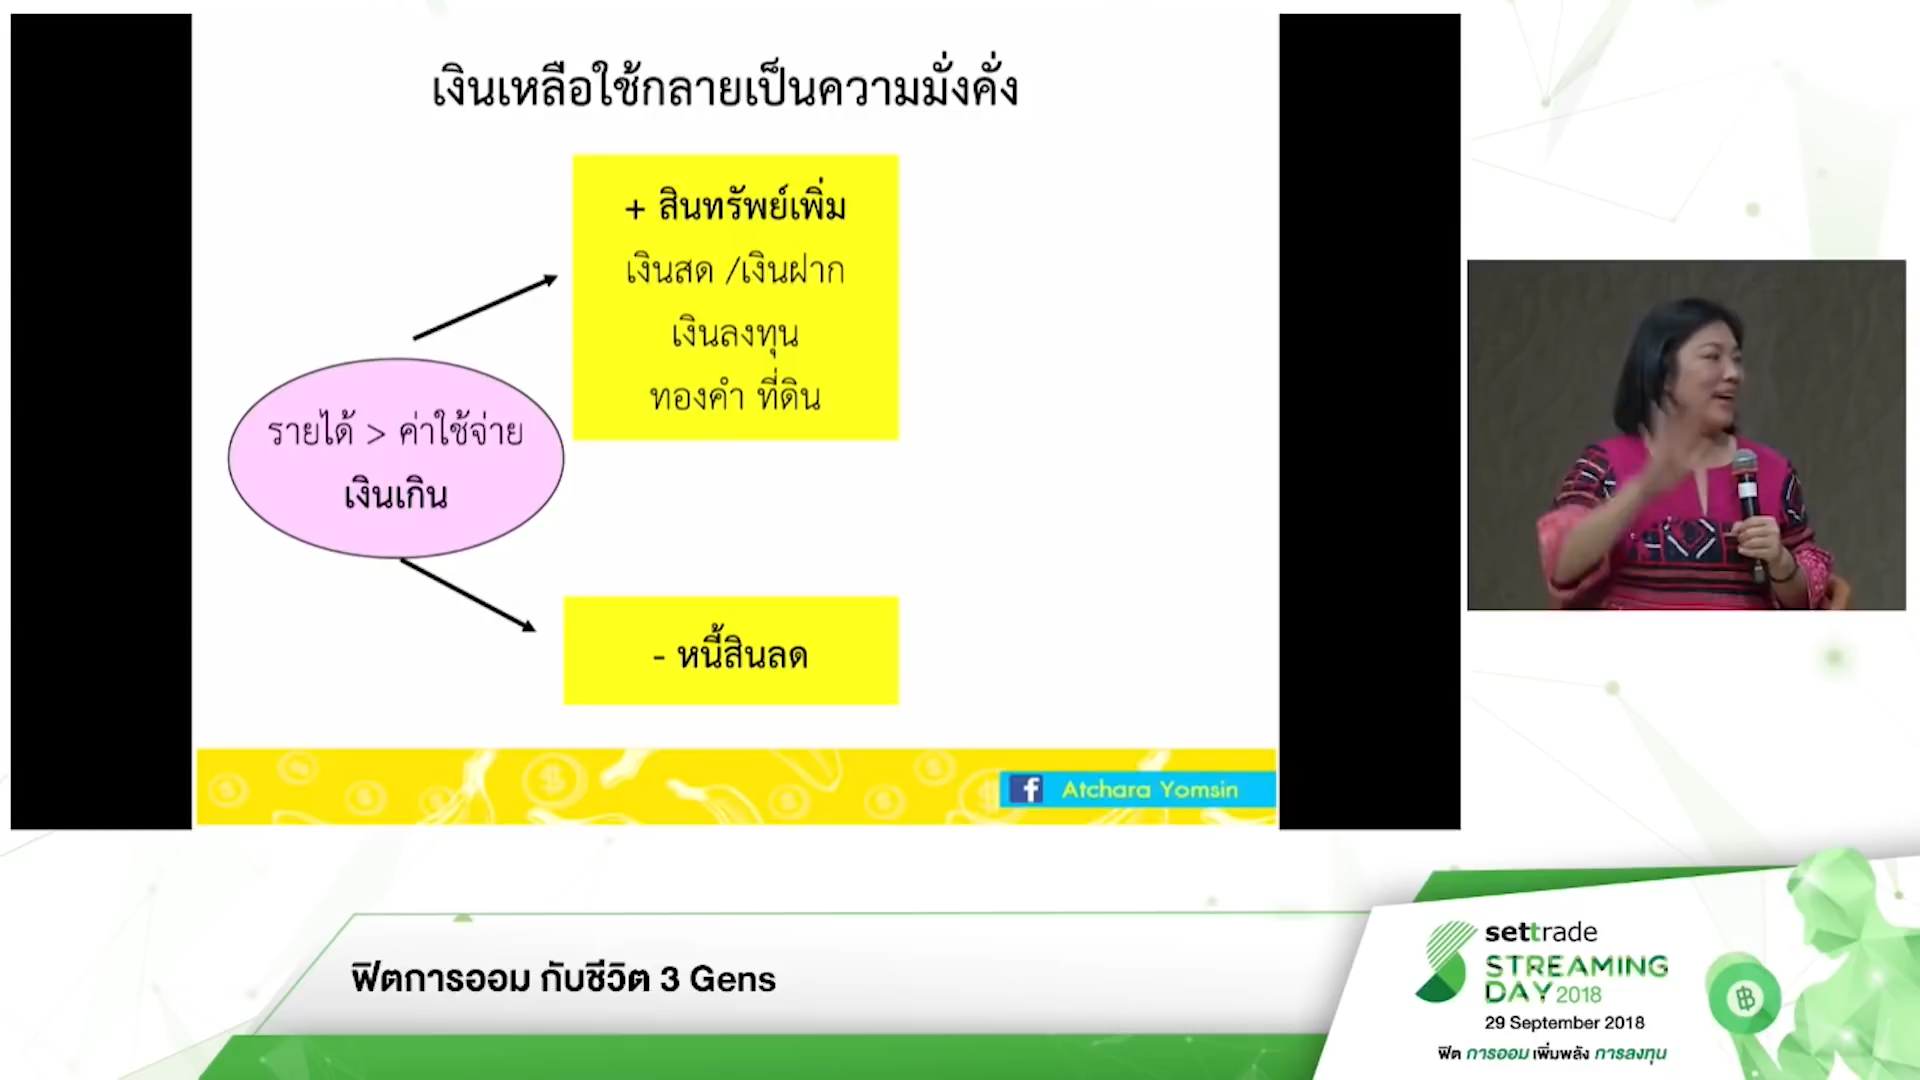 เงินเหลือใช้กลายเป็นความมั่งคั่ง
+ สินทรัพย์เพิ่ม
เงินสด /เงินฝาก
เงินลงทุน
ทองคำ ที่ดิน
รายได้ > ค่าใช้จ่าย
เงินเกิน
- หนี้สินลด
f Atchara Yomsin
ฟิตการออม กับชีวิต 3 Gens
settrade
STREAMING
DAY 2018
29 September 2018
ฟิต การออม เพิ่มพลัง การลงทุน